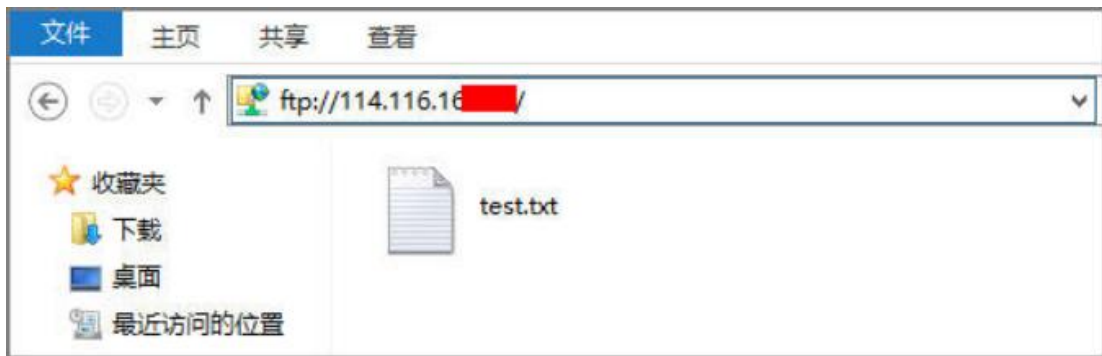 文件 主页 共享 查看
ftp://114.116.16 /
收藏夹
test.txt
下载
桌面
最近访问的位置